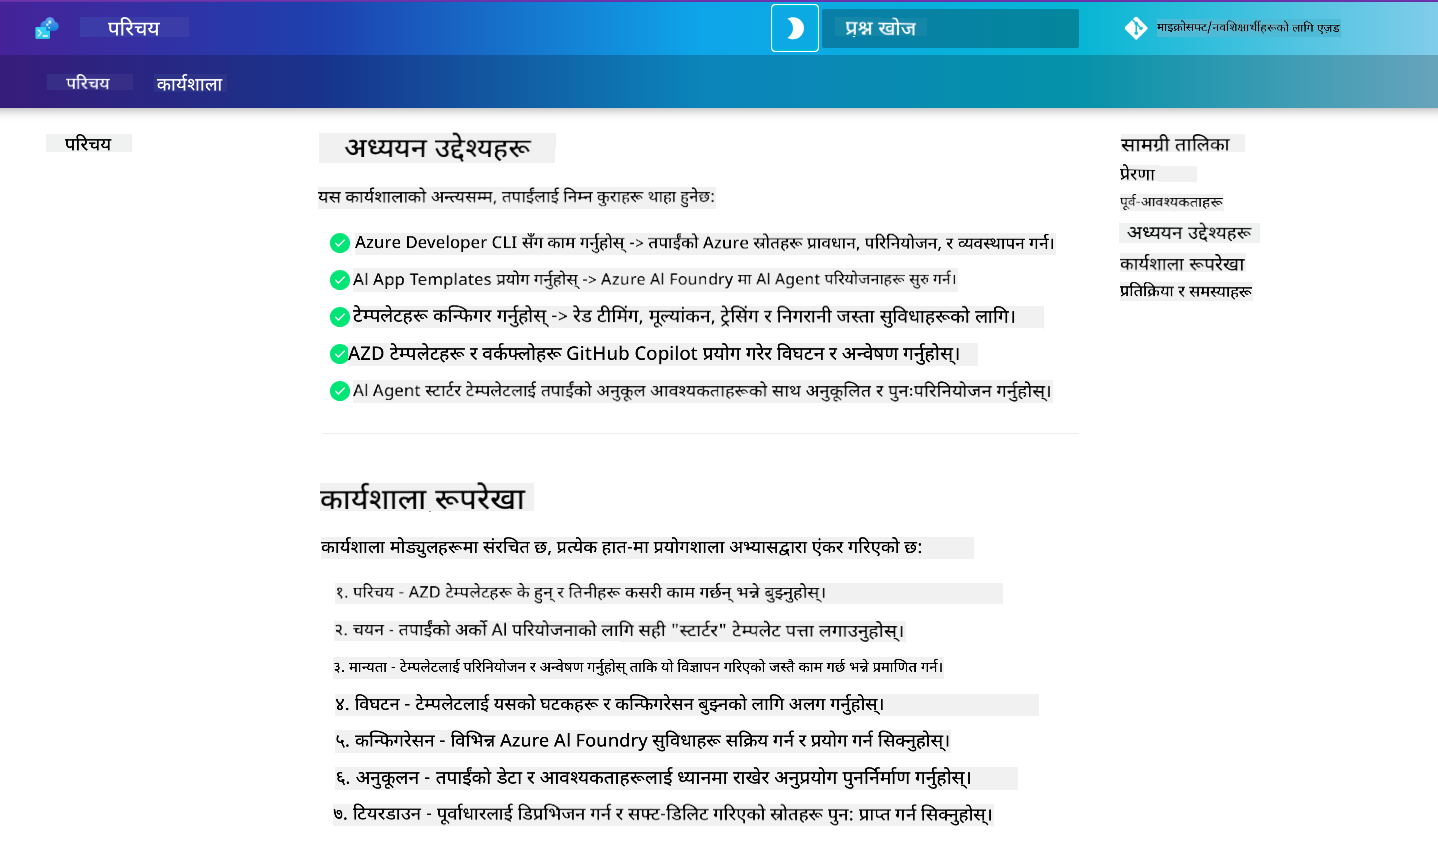 परिचय
प्रश्न खोज
माइक्रोसफ्ट/नवशिक्षार्थीहरूको लागि एज़ड
परिचय
कार्यशाला
परिचय
अध्ययन उद्देश्यहरू
यस कार्यशालाको अन्त्यसम्म, तपाईंलाई निम्न कुराहरू थाहा हुनेछ:
Azure Developer CLI सँग काम गर्नुहोस् -> तपाईंको Azure स्रोतहरू प्रावधान, परिनियोजन, र व्यवस्थापन गर्न।
AI App Templates प्रयोग गर्नुहोस् -> Azure AI Foundry मा AI Agent परियोजनाहरू सुरु गर्न।
टेम्पलेटहरू कन्फिगर गर्नुहोस् -> रेड टीमिंग, मूल्यांकन, ट्रेसिंग र निगरानी जस्ता सुविधाहरूको लागि।
AZD टेम्पलेटहरू र वर्कफ्लोहरू GitHub Copilot प्रयोग गरेर विघटन र अन्वेषण गर्नुहोस्।
AI Agent स्टार्टर टेम्पलेटलाई तपाईंको अनुकूल आवश्यकताहरूको साथ अनुकूलित र पुनःपरिनियोजन गर्नुहोस्।
कार्यशाला रूपरेखा
कार्यशाला मोड्युलहरूमा संरचित छ, प्रत्येक हात-मा प्रयोगशाला अभ्यासद्वारा एंकर गरिएको छ:
१. परिचय - AZD टेम्पलेटहरू के हुन् र तिनीहरू कसरी काम गर्छन् भन्ने बुझ्नुहोस्।
२. चयन - तपाईंको अर्को AI परियोजनाको लागि सही "स्टार्टर" टेम्पलेट पत्ता लगाउनुहोस्।
३. मान्यता - टेम्पलेटलाई परिनियोजन र अन्वेषण गर्नुहोस् ताकि यो विज्ञापन गरिएको जस्तै काम गर्छ भन्ने प्रमाणित गर्न।
४. विघटन - टेम्पलेटलाई यसको घटकहरू र कन्फिगरेसन बुझ्नको लागि अलग गर्नुहोस्।
५. कन्फिगरेसन - विभिन्न Azure AI Foundry सुविधाहरू सक्रिय गर्न र प्रयोग गर्न सिक्नुहोस्।
६. अनुकूलन - तपाईंको डेटा र आवश्यकताहरूलाई ध्यानमा राखेर अनुप्रयोग पुनर्निर्माण गर्नुहोस्।
७. टियरडाउन - पूर्वाधारलाई डिप्रभिजन गर्न र सफ्ट-डिलिट गरिएको स्रोतहरू पुन: प्राप्त गर्न सिक्नुहोस्।
सामग्री तालिका
प्रेरणा
पूर्व-आवश्यकताहरू
अध्ययन उद्देश्यहरू
कार्यशाला रूपरेखा
प्रतिक्रिया र समस्याहरू